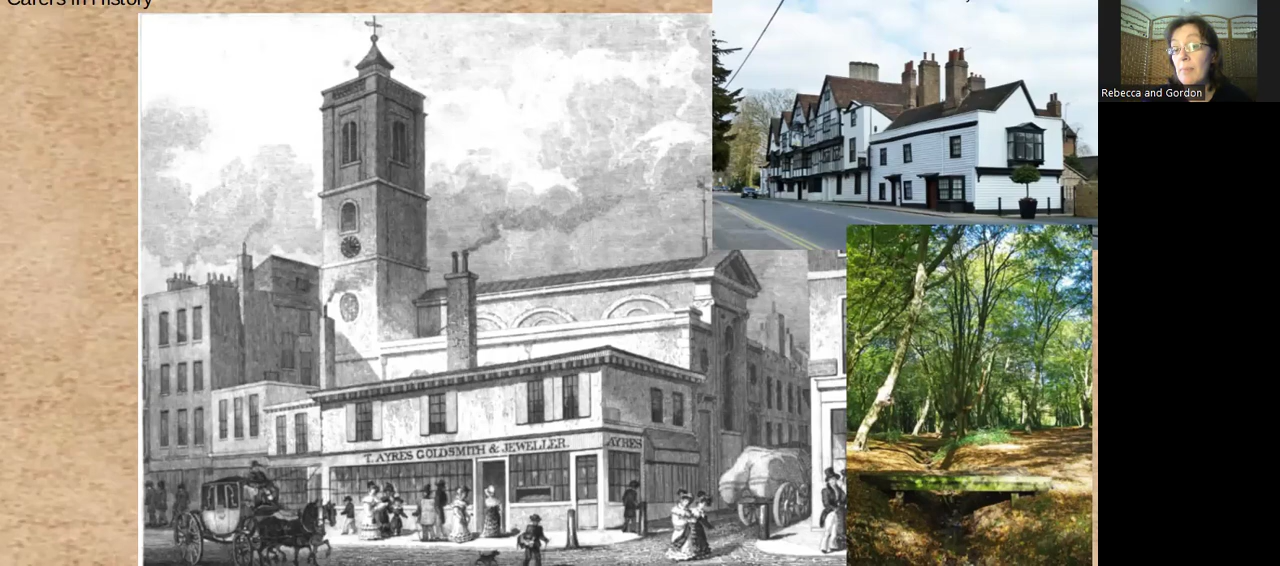 Carers in History
T. AYRES GOLDSMITH & JEWELLER.
AYRES
Rebecca and Gordon